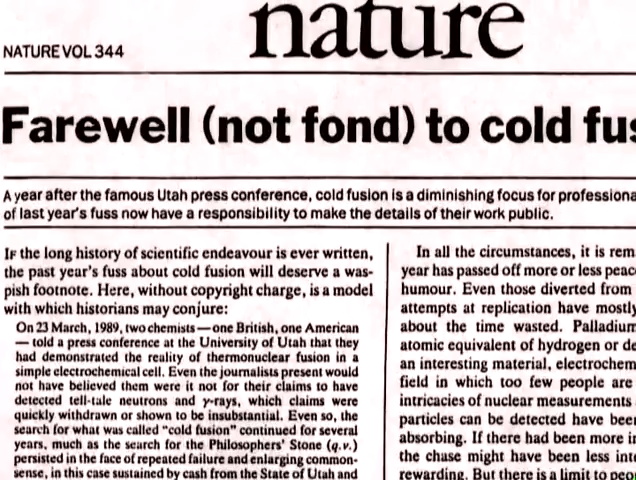 nature
NATURE VOL 344
Farewell (not fond) to cold
A year after the famous Utah press conference, cold fusion is a diminishing focus for
of last year's fuss now have a responsibility to make the details of their work public.
IF the long history of scientific endeavour is ever written,
the past year's fuss about cold fusion will deserve a was-
pish footnote. Here, without copyright charge, is a model
with which historians may conjure:
On 23 March, 1989, two chemists — one British, one American
— told a press conference at the University of Utah that they
had demonstrated the reality of thermonuclear fusion in a
simple electrochemical cell. Even the journalists present would
not have believed them were it not for their claims to have
detected tell-tale neutrons and γ-rays, which claims were
quickly withdrawn or shown to be insubstantial. Even so, the
search for what was called "cold fusion" continued for several
years, much as the search for the Philosophers' Stone (q.v.)
persisted in the face of repeated failure and enlarging common-
sense, in this case sustained by cash from the State of Utah and
In all the circumstances, it is
year has passed off more or less
humour. Even those diverted from
attempts at replication have mostly
about the time wasted. Palladium
atomic equivalent of hydrogen or
an interesting material,
field in which too few people are
intricacies of nuclear measurements
particles can be detected have
absorbing. If there had been more
the chase might have been less
rewarding. But there is a limit to